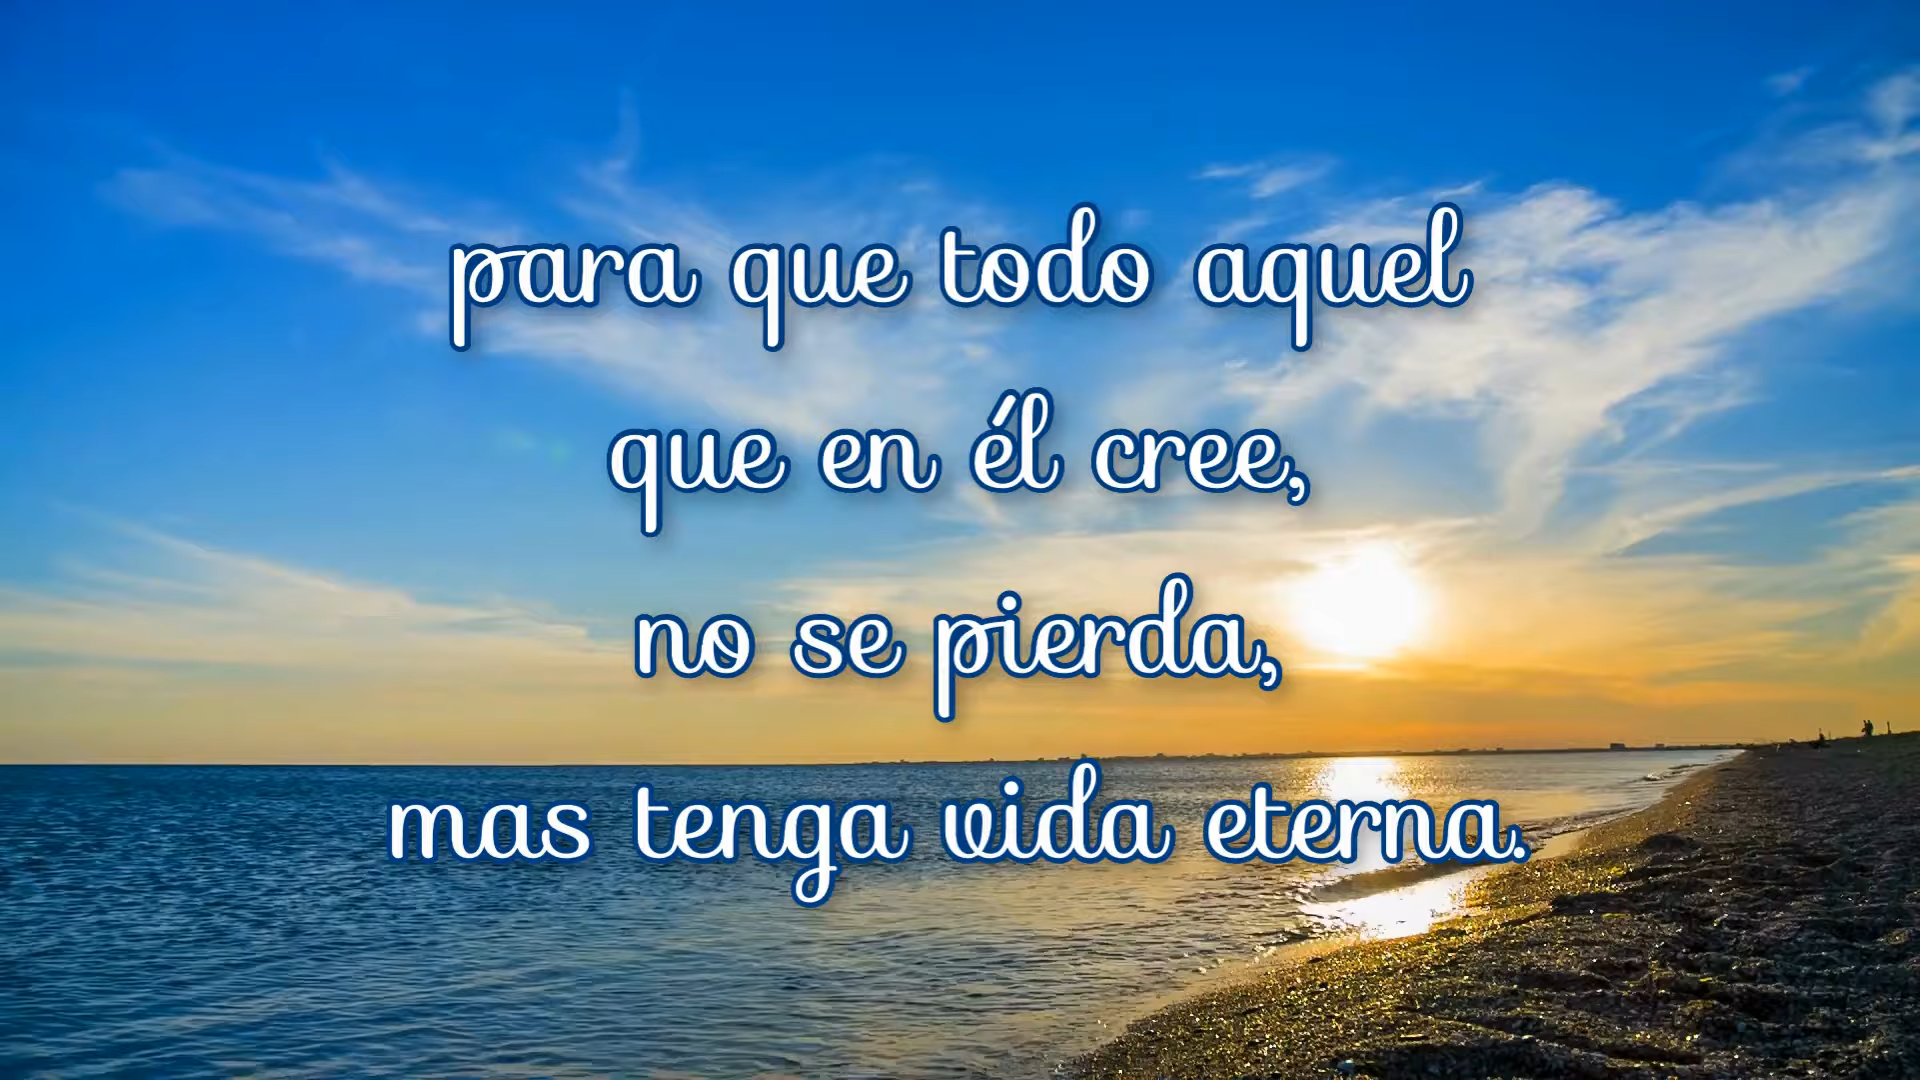 para que todo aquel
que en él cree,
no se pierda,
mas tenga vida eterna.